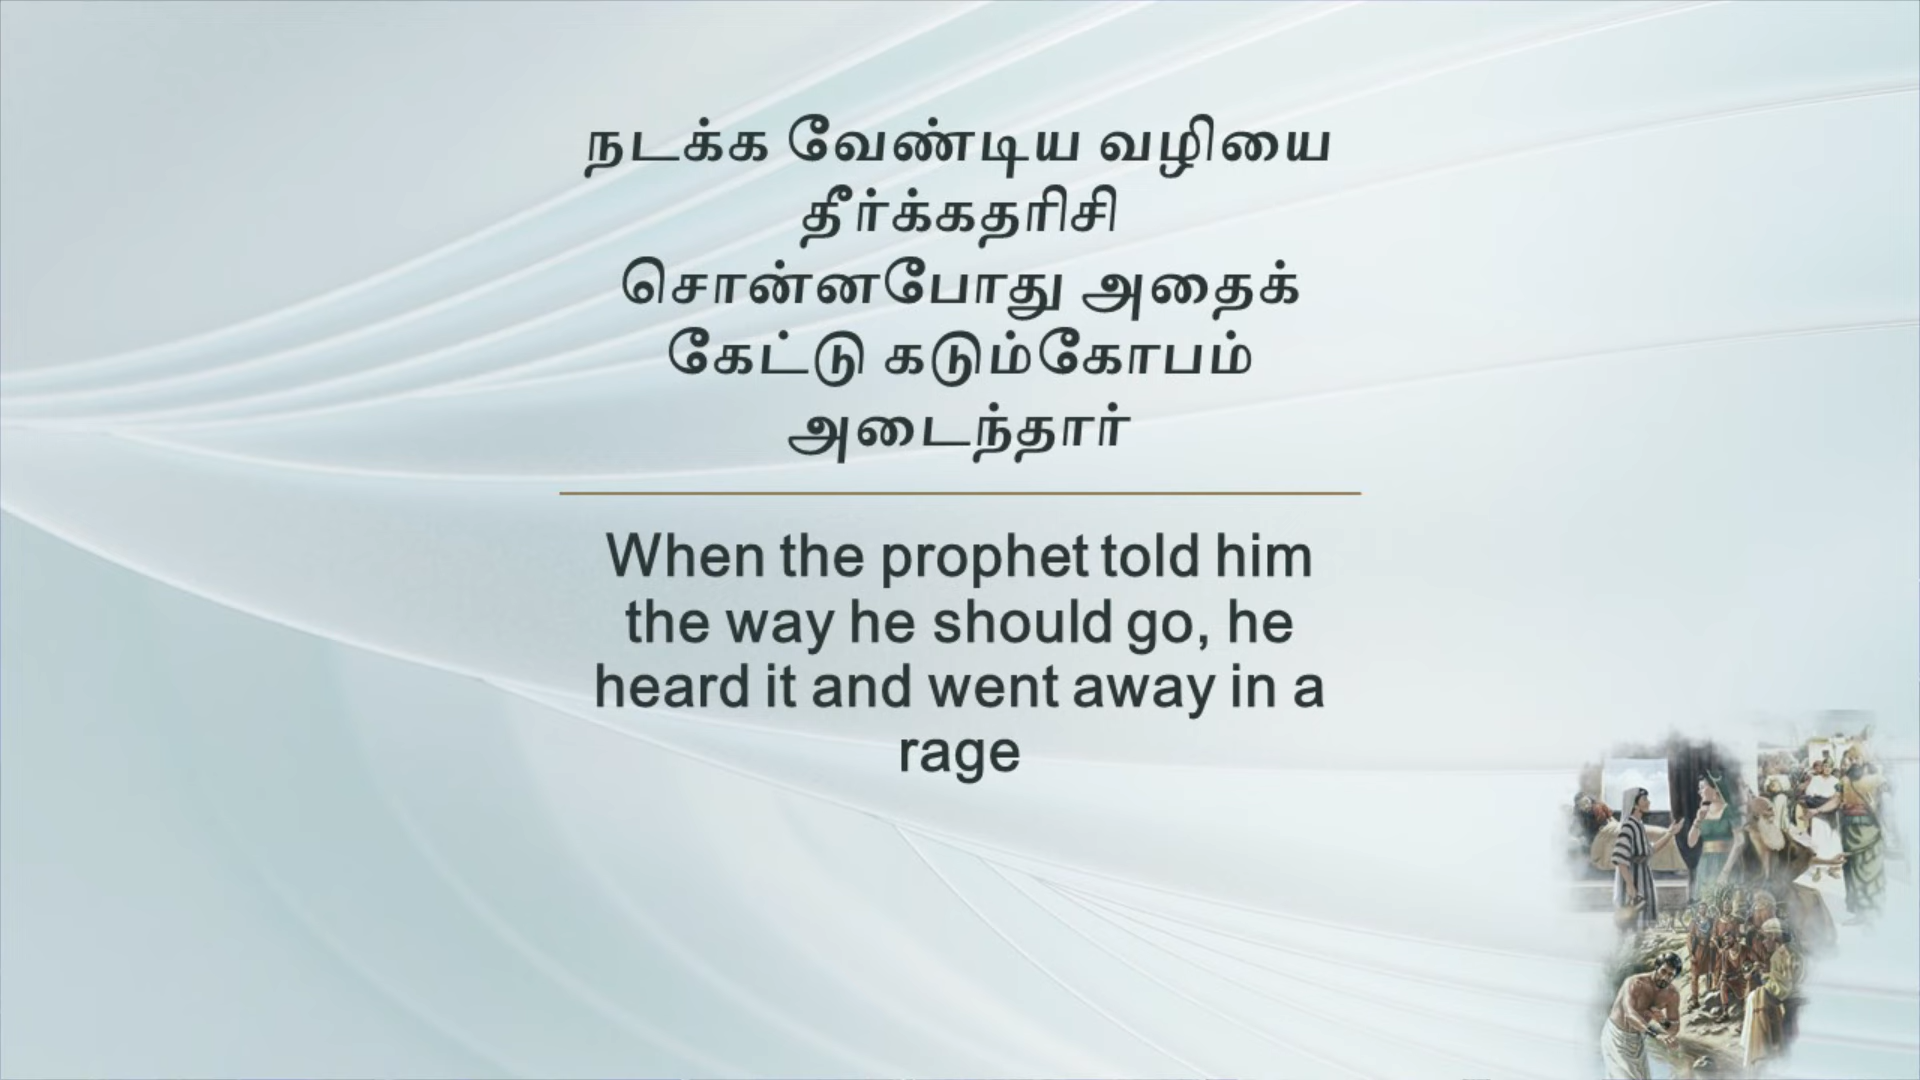 நடக்க வேண்டிய வழியை
தீர்க்கதரிசி
சொன்னபோது அதைக்
கேட்டு கடும்கோபம்
அடைந்தார்
When the prophet told him
the way he should go, he
heard it and went away in a
rage